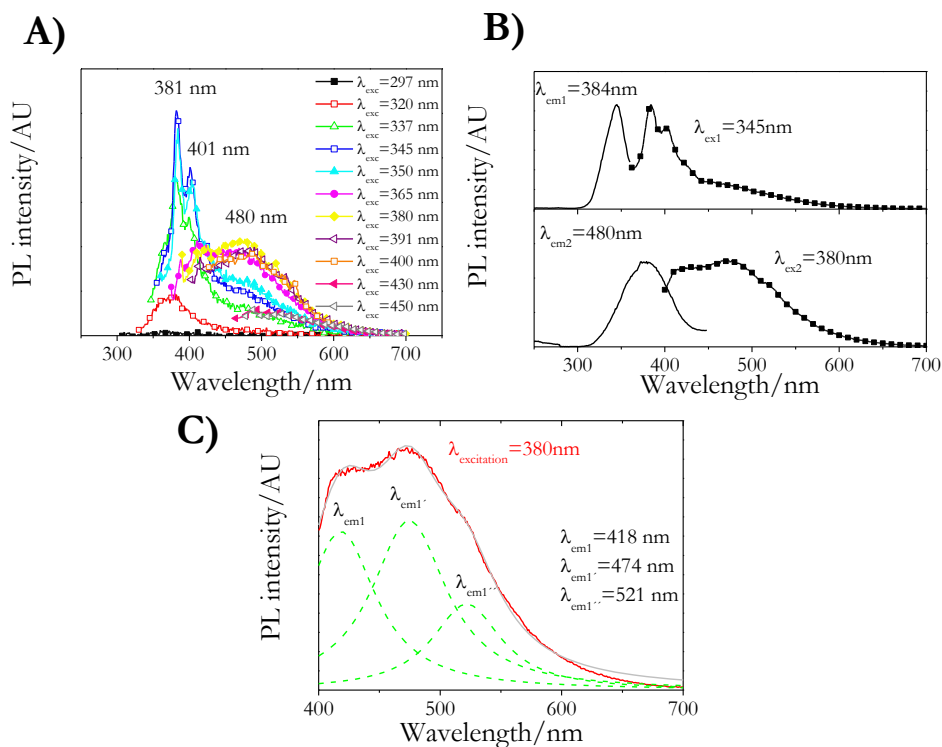 A)
381 nm
401 nm
480 nm
λexc=297 nm
λexc=320 nm
λexc=337 nm
λexc=345 nm
λexc=350 nm
λexc=365 nm
λexc=380 nm
λexc=391 nm
λexc=400 nm
λexc=430 nm
λexc=450 nm
PL intensity/AU
300 400 500 600 700
Wavelength/nm
B)
λem1=384nm
λex1=345nm
λem2=480nm
λex2=380nm
PL intensity/AU
300 400 500 600 700
Wavelength/nm
C)
λexcitation=380nm
λem1
λem1´
λem1´´
λem1=418 nm
λem1´=474 nm
λem1´´=521 nm
PL intensity/AU
400 500 600 700
Wavelength/nm